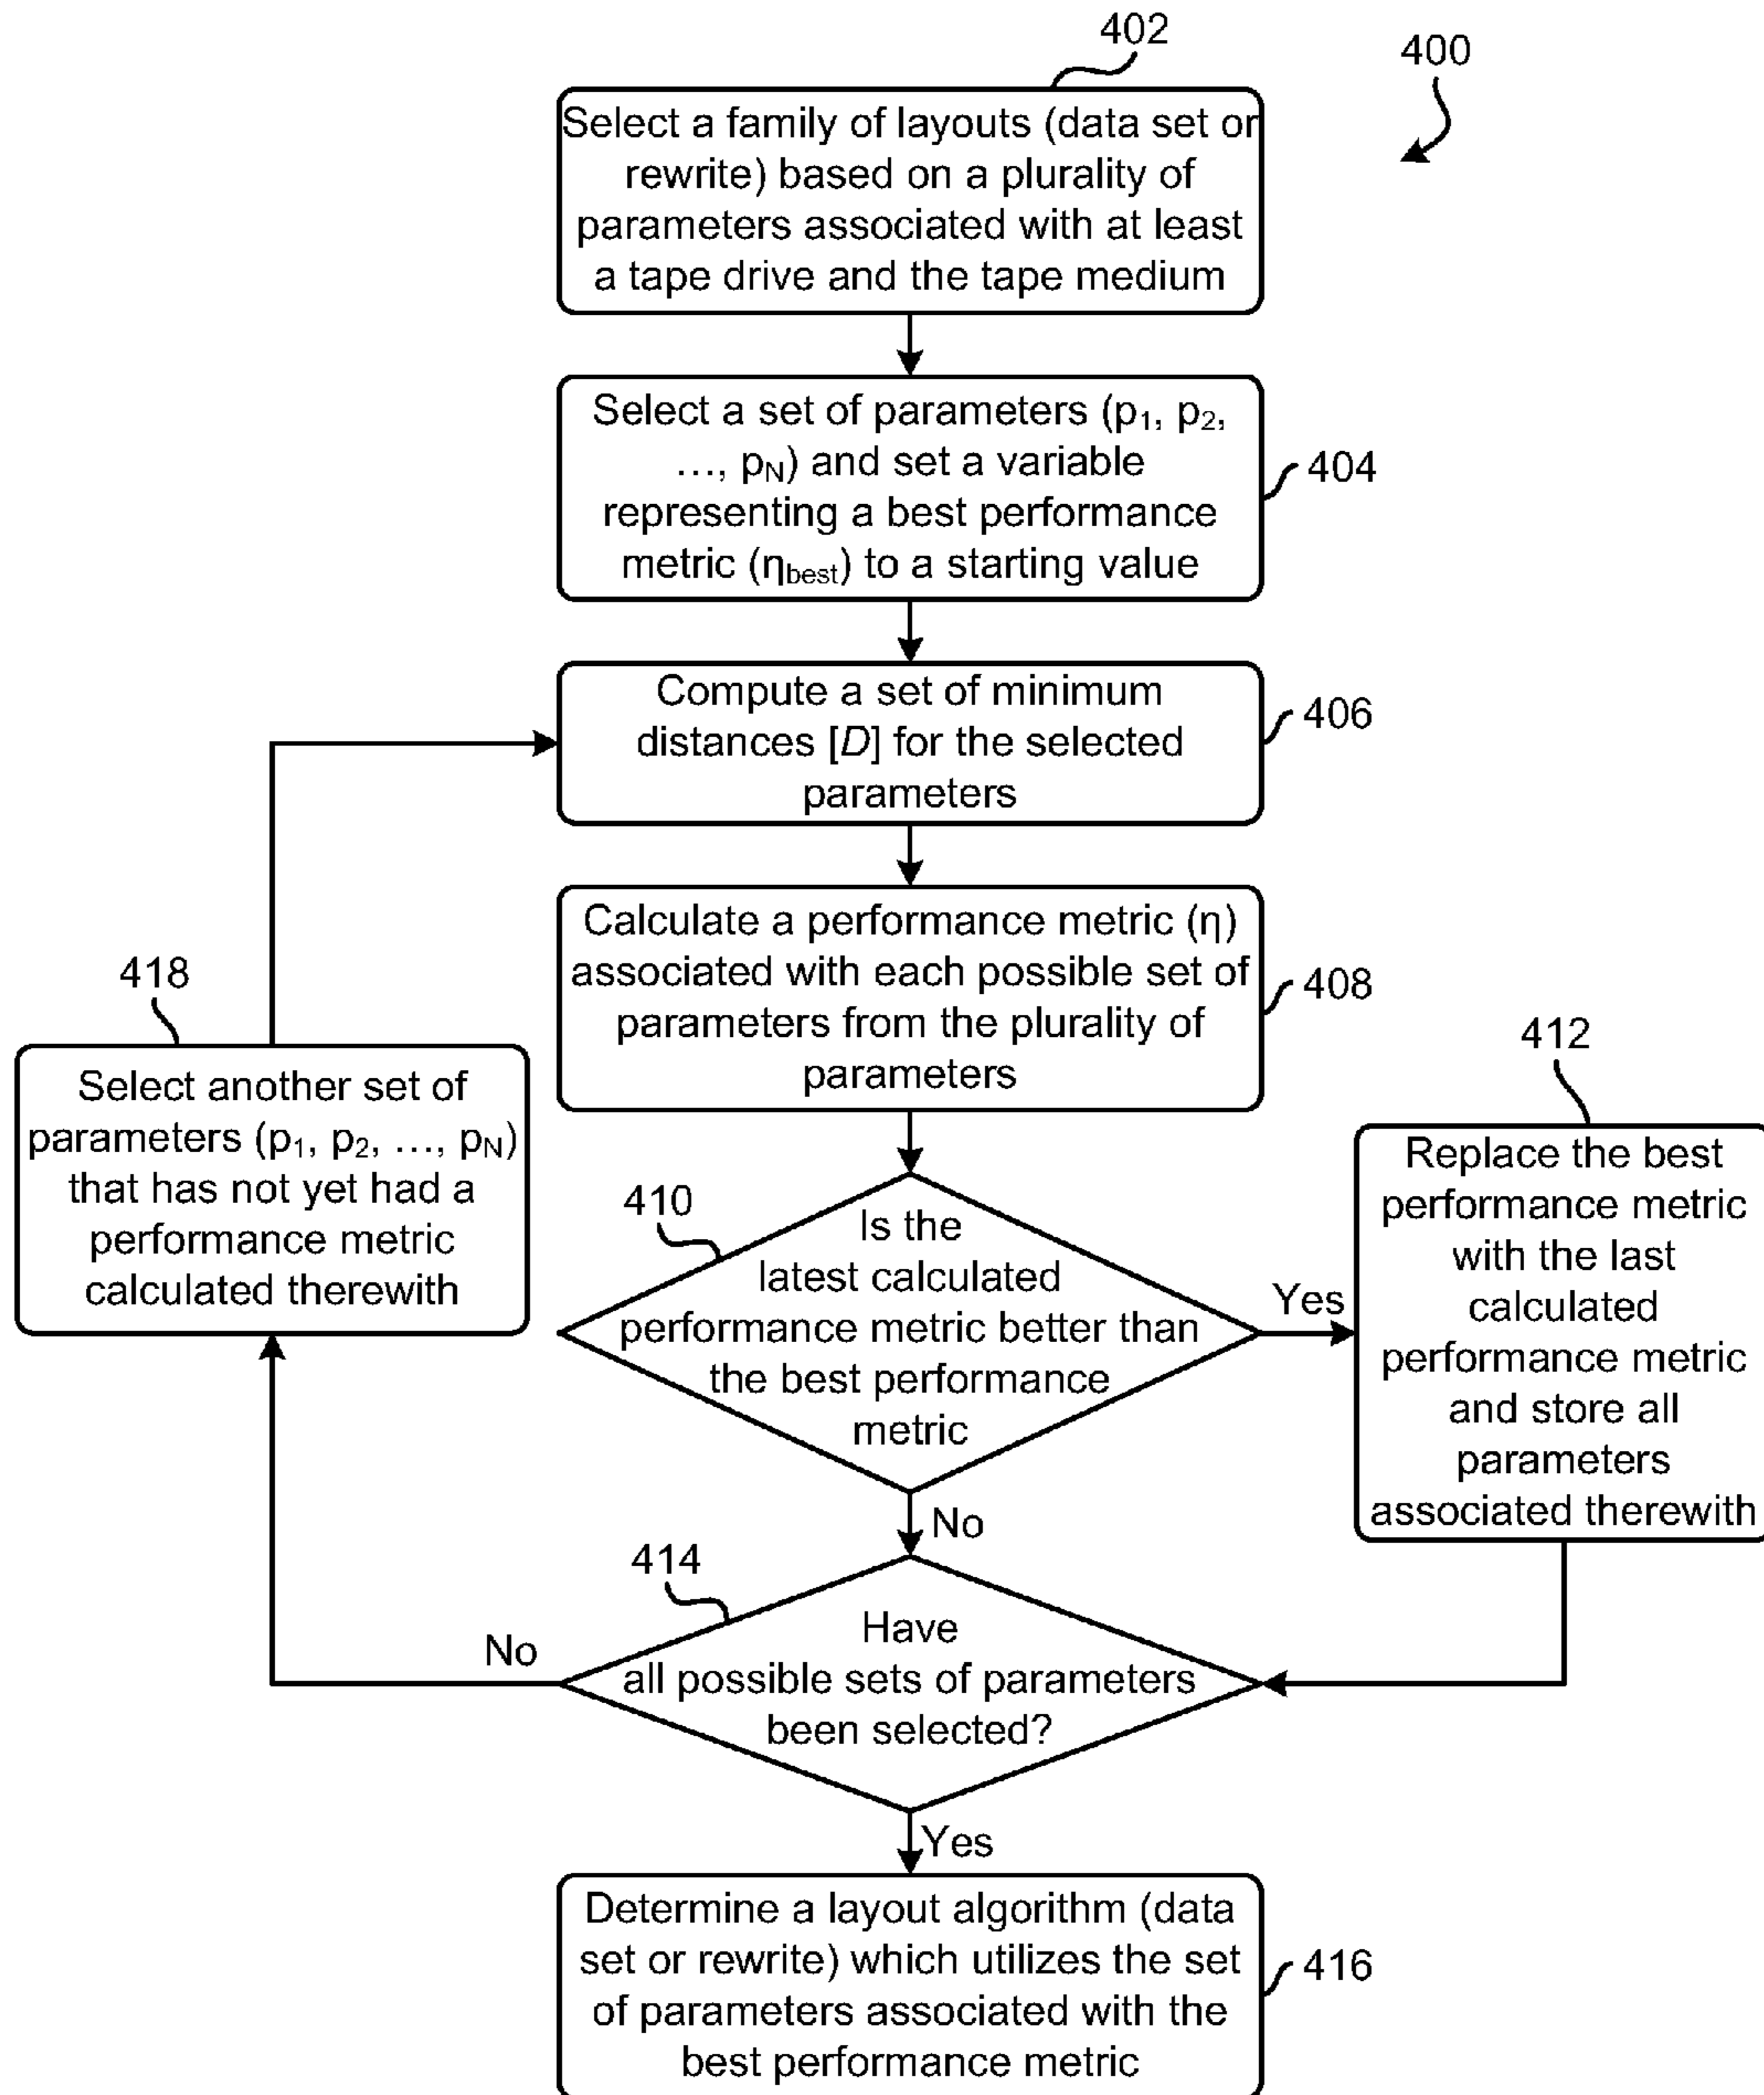 402
400
Select a family of layouts (data set or
rewrite) based on a plurality of
parameters associated with at least
a tape drive and the tape medium
Select a set of parameters (p₁, p₂,
…, p_N) and set a variable
representing a best performance
metric (η_best) to a starting value
404
Compute a set of minimum
distances [D] for the selected
parameters
406
Calculate a performance metric (η)
associated with each possible set of
parameters from the plurality of
parameters
408
418
Select another set of
parameters (p₁, p₂, …, p_N)
that has not yet had a
performance metric
calculated therewith
410
Is the
latest calculated
performance metric better than
the best performance
metric
Yes
412
Replace the best
performance metric
with the last
calculated
performance metric
and store all
parameters
associated therewith
No
414
Have
all possible sets of parameters
been selected?
No
Yes
Determine a layout algorithm (data
set or rewrite) which utilizes the set
of parameters associated with the
best performance metric
416